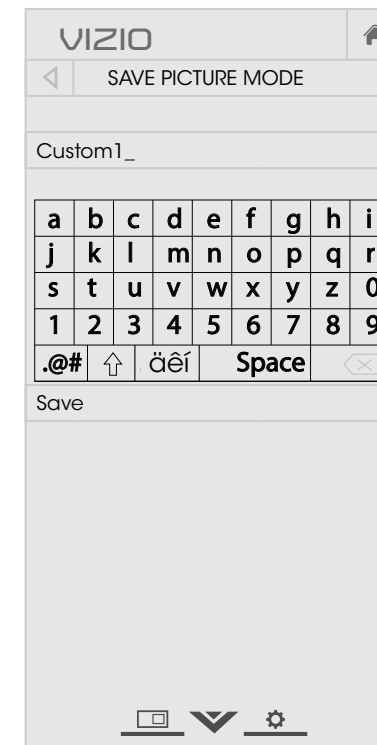 VIZIO
SAVE PICTURE MODE
Custom1_
a b c d e f g h i
j k l m n o p q r
s t u v w x y z 0
1 2 3 4 5 6 7 8 9
.@# äêí Space
Save